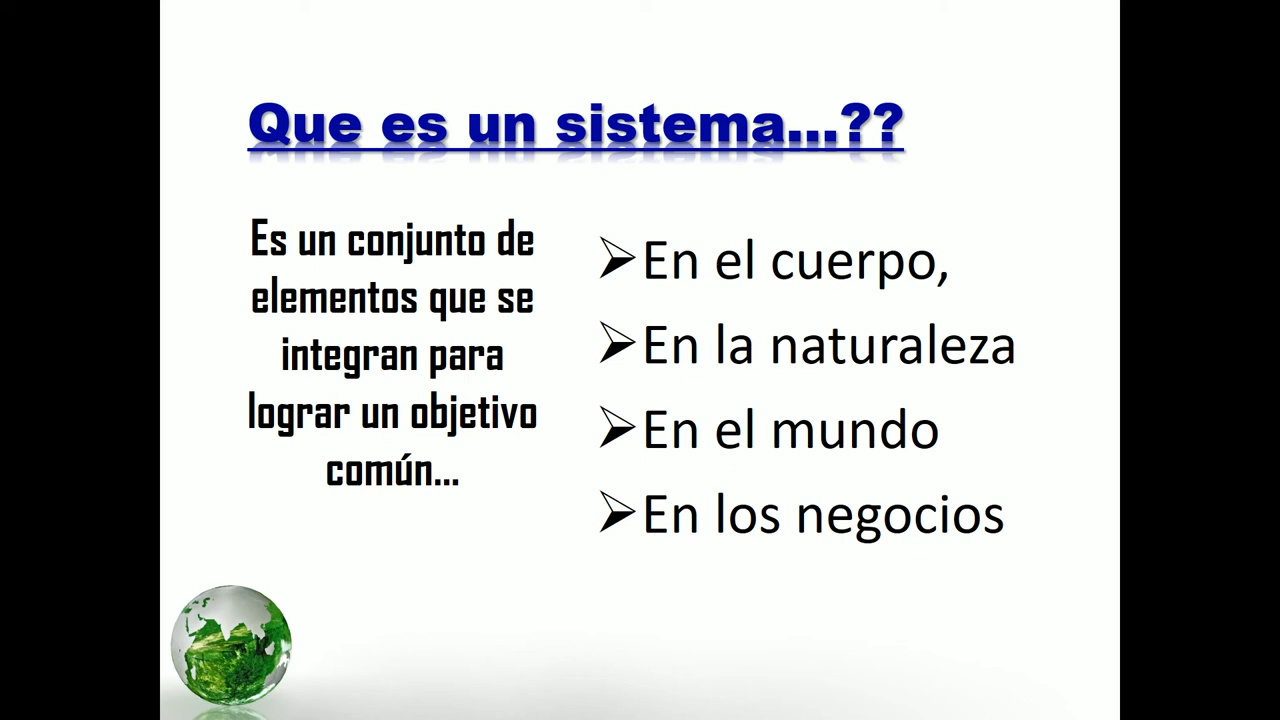 Que es un sistema...??
Es un conjunto de
elementos que se
integran para
lograr un objetivo
común...
En el cuerpo,
En la naturaleza
En el mundo
En los negocios